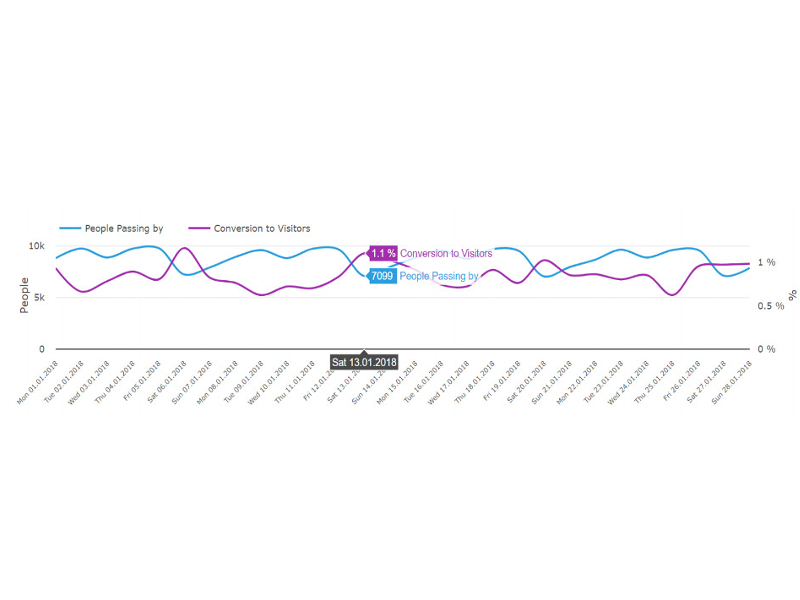 People Passing by
Conversion to Visitors
10k
5k
0
People
1.1 % Conversion to Visitors
7099 People Passing by
1 %
0.5 %
0 %
%
Sat 13.01.2018
Mon 01.01.2018
Tue 02.01.2018
Wed 03.01.2018
Thu 04.01.2018
Fri 05.01.2018
Sat 06.01.2018
Sun 07.01.2018
Mon 08.01.2018
Tue 09.01.2018
Wed 10.01.2018
Thu 11.01.2018
Fri 12.01.20
Sat 13.01.20
Sun 14.01.20
Mon 15.01.2018
Tue 16.01.2018
Wed 17.01.2018
Thu 18.01.2018
Fri 19.01.2018
Sat 20.01.2018
Sun 21.01.2018
Mon 22.01.2018
Tue 23.01.2018
Wed 24.01.2018
Thu 25.01.2018
Fri 26.01.2018
Sat 27.01.2018
Sun 28.01.2018